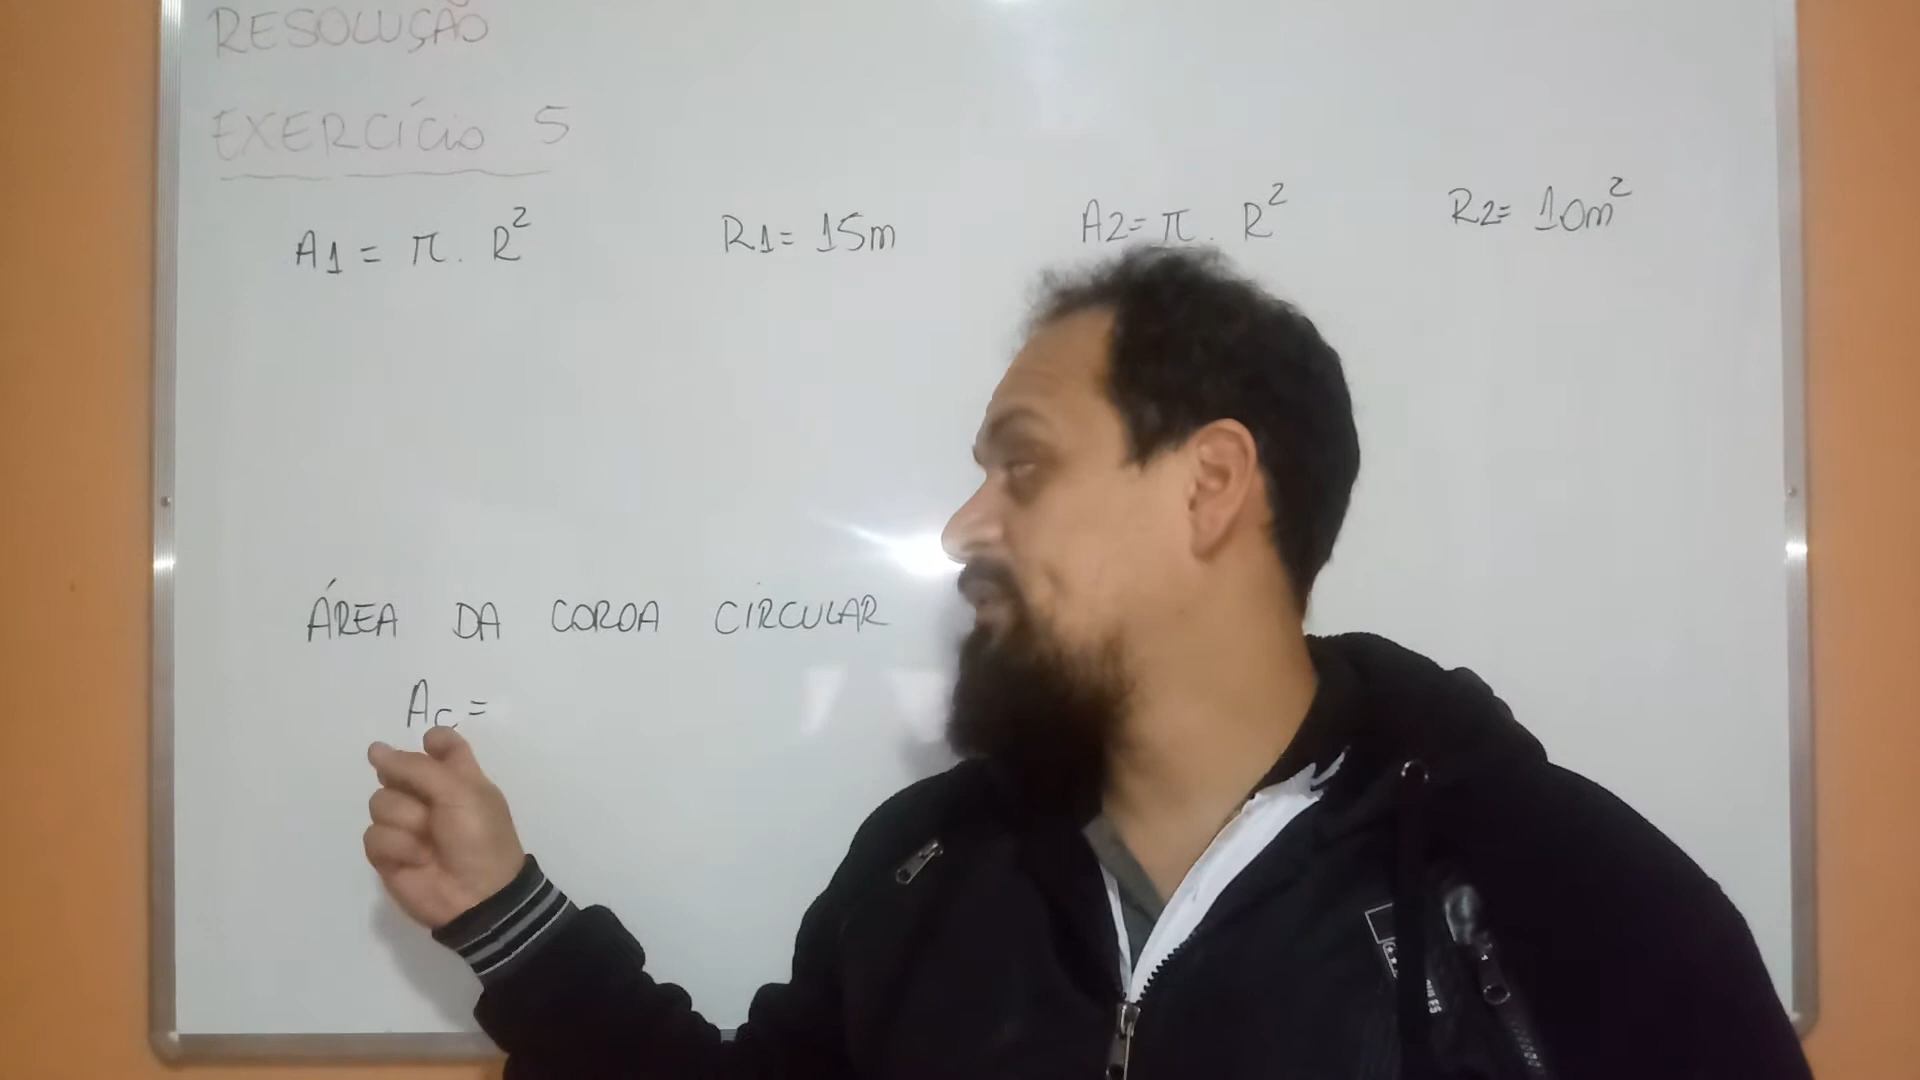 RESOLUÇÃO
EXERCÍCIO 5
A1 = π . R² R1= 15m A2= π . R² R2= 10m²
ÁREA DA COROA CIRCULAR
Ac =